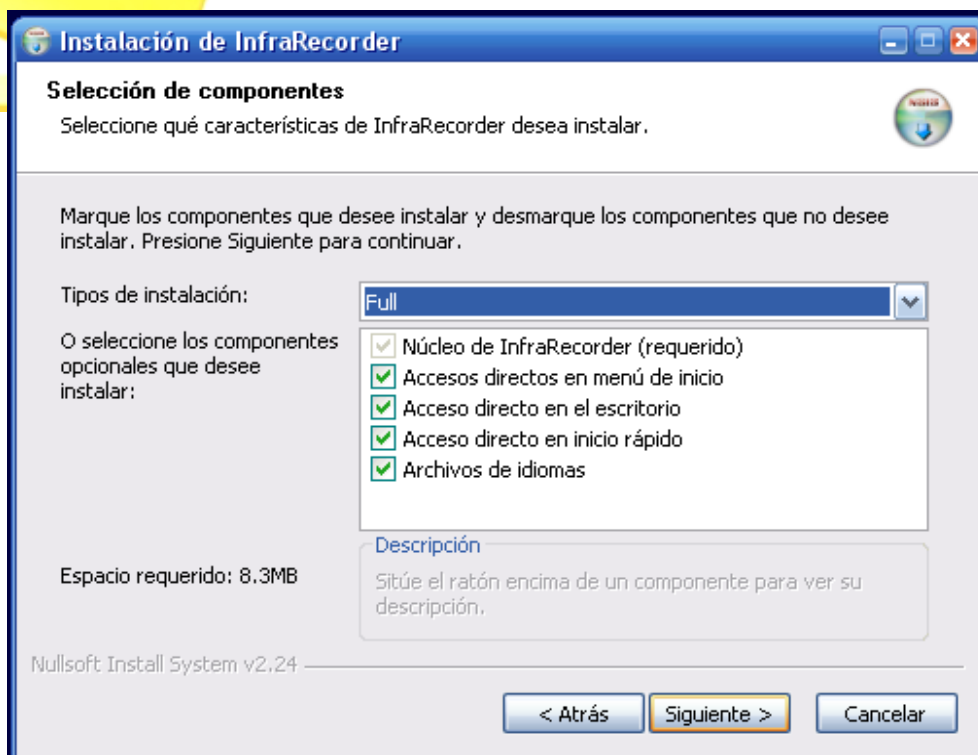 Instalación de InfraRecorder
Selección de componentes
Seleccione qué características de InfraRecorder desea instalar.
Marque los componentes que desee instalar y desmarque los componentes que no desee
instalar. Presione Siguiente para continuar.
Tipos de instalación:
Full
O seleccione los componentes
opcionales que desee
instalar:
Núcleo de InfraRecorder (requerido)
Accesos directos en menú de inicio
Acceso directo en el escritorio
Acceso directo en inicio rápido
Archivos de idiomas
Espacio requerido: 8.3MB
Descripción
Sitúe el ratón encima de un componente para ver su
descripción.
Nullsoft Install System v2.24
< Atrás
Siguiente >
Cancelar